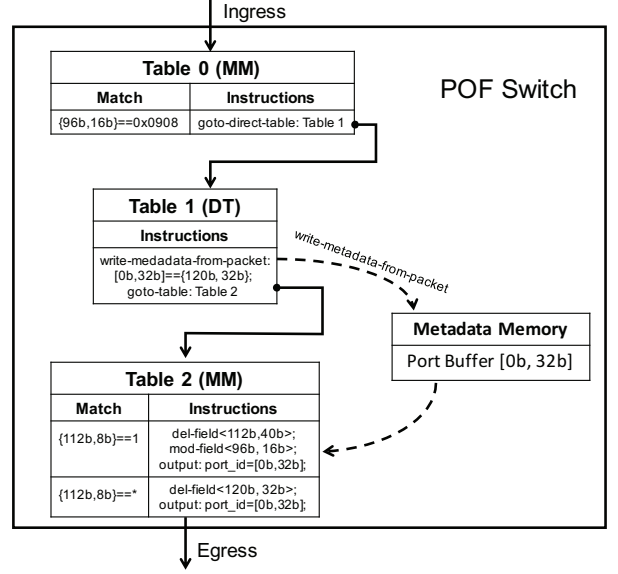 Ingress
POF Switch
Table 0 (MM)
Match Instructions
{96b,16b}==0x0908 goto-direct-table: Table 1
Table 1 (DT)
Instructions
write-medadata-from-packet:
[0b,32b]=={120b, 32b};
goto-table: Table 2
write-metadata-from-packet
Metadata Memory
Port Buffer [0b, 32b]
Table 2 (MM)
Match Instructions
{112b,8b}==1
del-field<112b,40b>;
mod-field<96b, 16b>;
output: port_id=[0b,32b];
{112b,8b}==*
del-field<120b, 32b>;
output: port_id=[0b,32b];
Egress